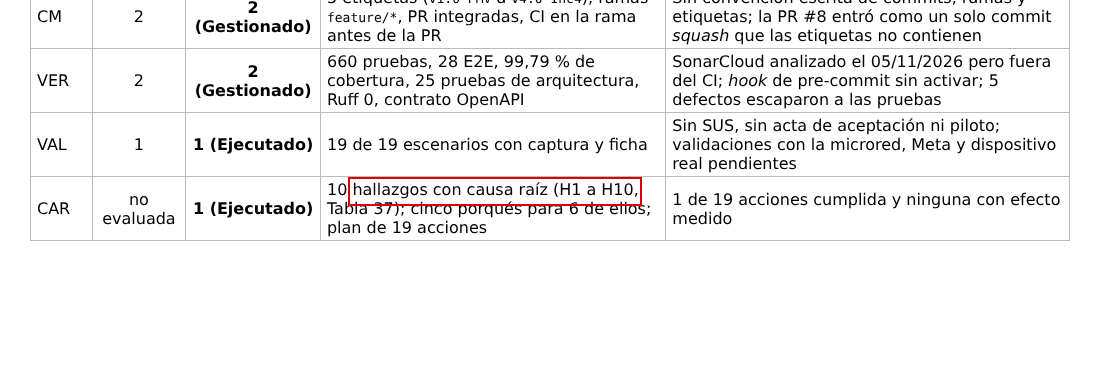 CM
2
2
(Gestionado)
feature/*, PR integradas, CI en la rama
antes de la PR
etiquetas; la PR #8 entró como un solo commit
squash que las etiquetas no contienen
VER
2
2
(Gestionado)
660 pruebas, 28 E2E, 99,79 % de
cobertura, 25 pruebas de arquitectura,
Ruff 0, contrato OpenAPI
SonarCloud analizado el 05/11/2026 pero fuera
del CI; hook de pre-commit sin activar; 5
defectos escaparon a las pruebas
VAL
1
1 (Ejecutado)
19 de 19 escenarios con captura y ficha
Sin SUS, sin acta de aceptación ni piloto;
validaciones con la microred, Meta y dispositivo
real pendientes
CAR
no
evaluada
1 (Ejecutado)
10 hallazgos con causa raíz (H1 a H10,
Tabla 37); cinco porqués para 6 de ellos;
plan de 19 acciones
1 de 19 acciones cumplida y ninguna con efecto
medido